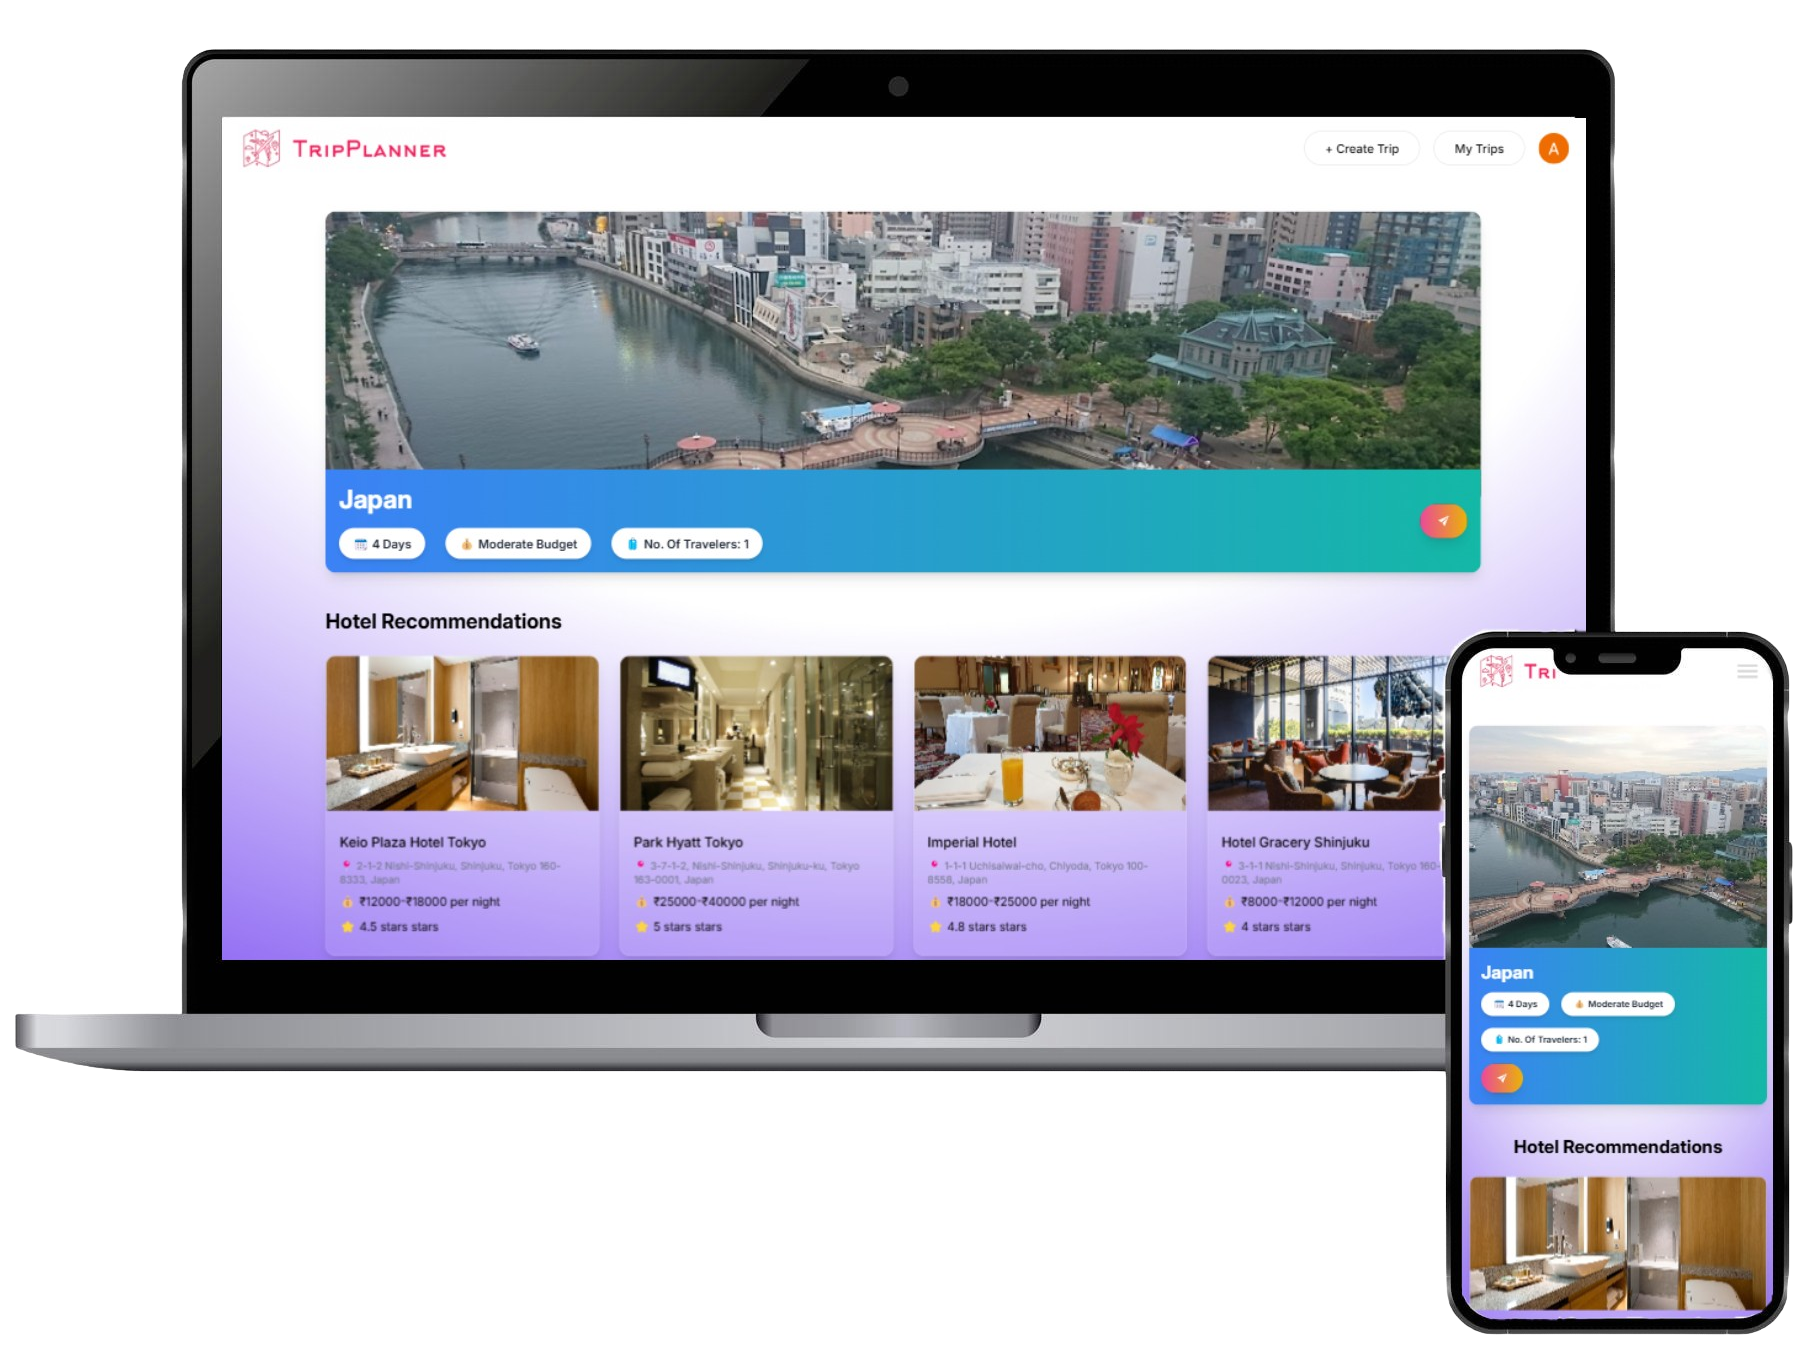 TripPlanner
+ Create Trip
My Trips
A
Japan
4 Days
Moderate Budget
No. Of Travelers: 1
Hotel Recommendations
Keio Plaza Hotel Tokyo
2-1-2 Nishi-Shinjuku, Shinjuku, Tokyo 160-
8333, Japan
₹12000-₹18000 per night
4.5 stars stars
Park Hyatt Tokyo
3-7-1-2, Nishi-Shinjuku, Shinjuku-ku, Tokyo
163-0001, Japan
₹25000-₹40000 per night
5 stars stars
Imperial Hotel
1-1-1 Uchisaiwai-cho, Chiyoda, Tokyo 100-
8558, Japan
₹18000-₹25000 per night
4.8 stars stars
Hotel Gracery Shinjuku
3-1-1 Nishi-Shinjuku, Shinjuku, Tokyo 160-
0023, Japan
₹8000-₹12000 per night
4 stars stars
Tri
Japan
4 Days
Moderate Budget
No. Of Travelers: 1
Hotel Recommendations